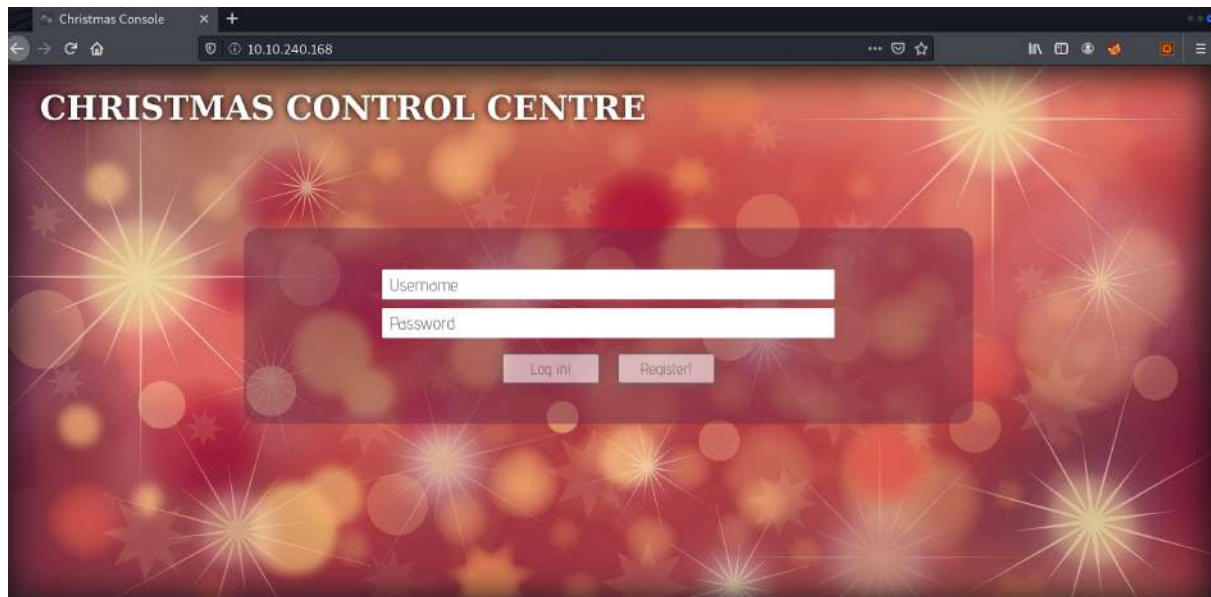 Christmas Console
10.10.240.168
CHRISTMAS CONTROL CENTRE
Username
Password
Log in!
Register!